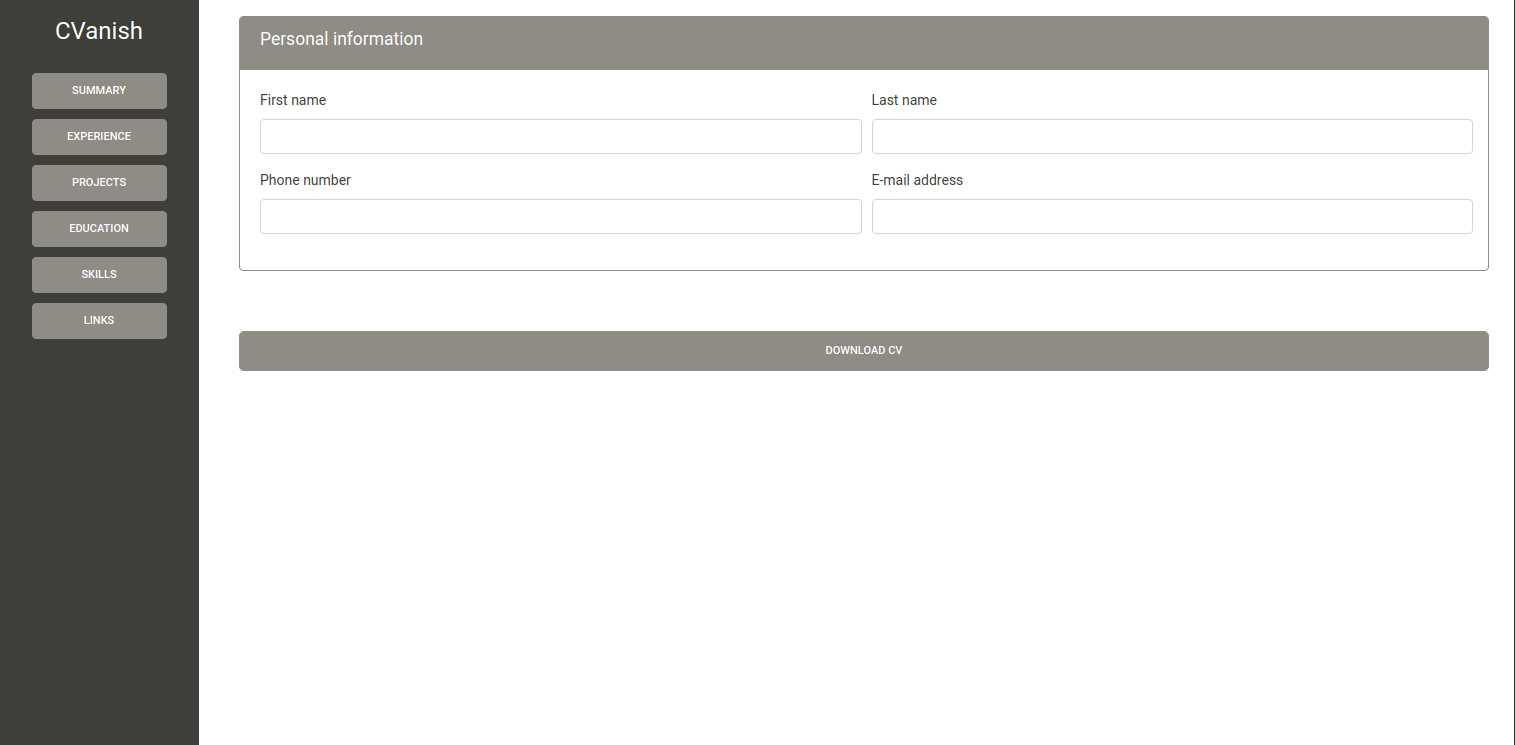 CVanish
SUMMARY
EXPERIENCE
PROJECTS
EDUCATION
SKILLS
LINKS
Personal information
First name
Last name
Phone number
E-mail address
DOWNLOAD CV